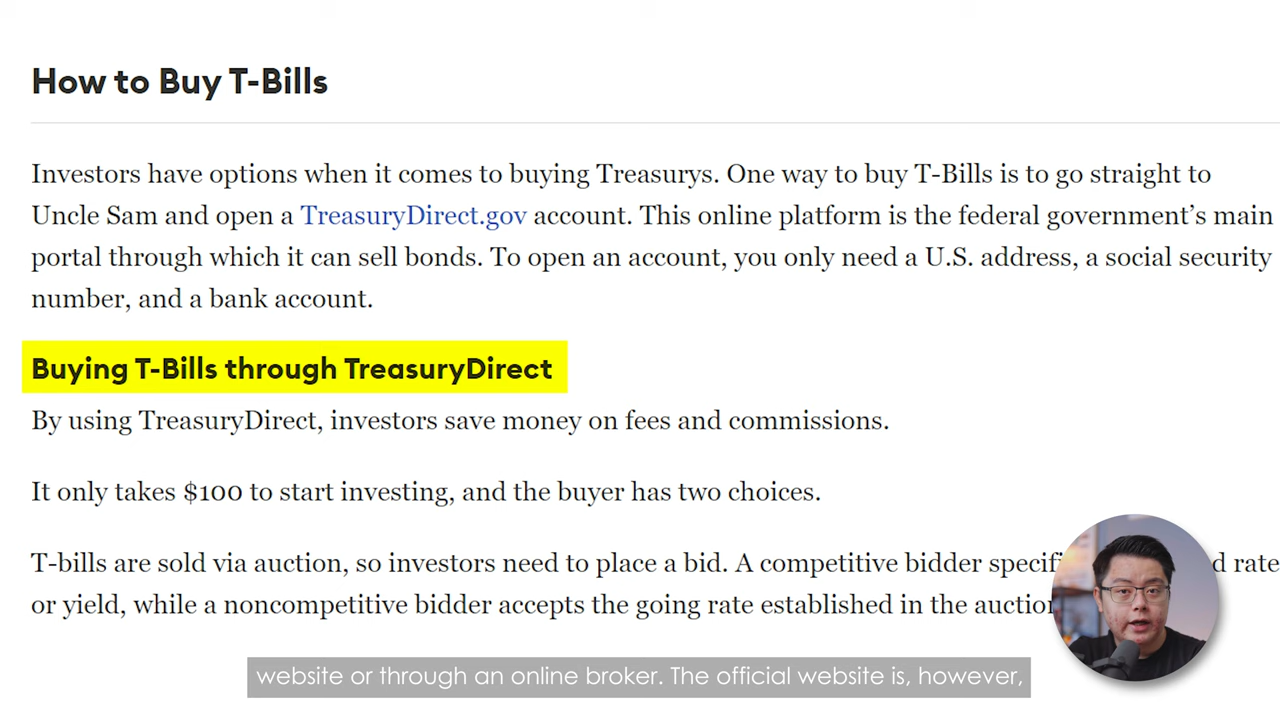 How to Buy T-Bills
Investors have options when it comes to buying Treasurys. One way to buy T-Bills is to go straight to
Uncle Sam and open a TreasuryDirect.gov account. This online platform is the federal government’s main
portal through which it can sell bonds. To open an account, you only need a U.S. address, a social security
number, and a bank account.
Buying T-Bills through TreasuryDirect
By using TreasuryDirect, investors save money on fees and commissions.
It only takes $100 to start investing, and the buyer has two choices.
T-bills are sold via auction, so investors need to place a bid. A competitive bidder rate
or yield, while a noncompetitive bidder accepts the going rate established in the
website or through an online broker. The official website is, however,